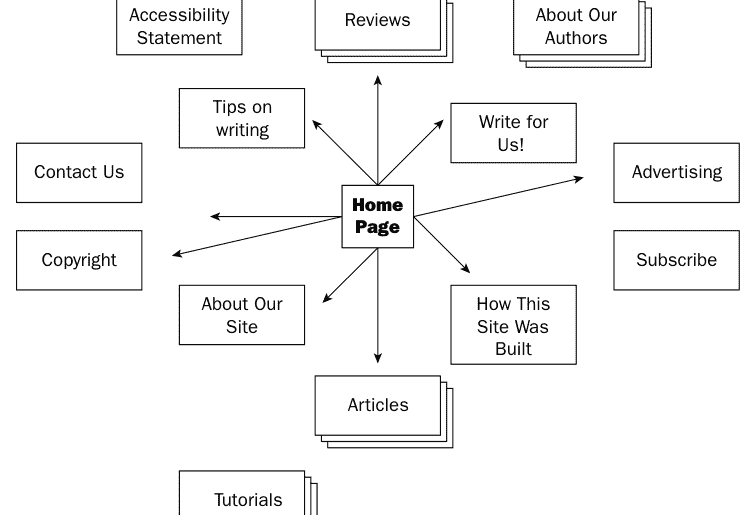 Accessibility
Statement
Reviews
About Our
Authors
Tips on
writing
Write for
Us!
Contact Us
Advertising
Home
Page
Copyright
Subscribe
About Our
Site
How This
Site Was
Built
Articles
Tutorials